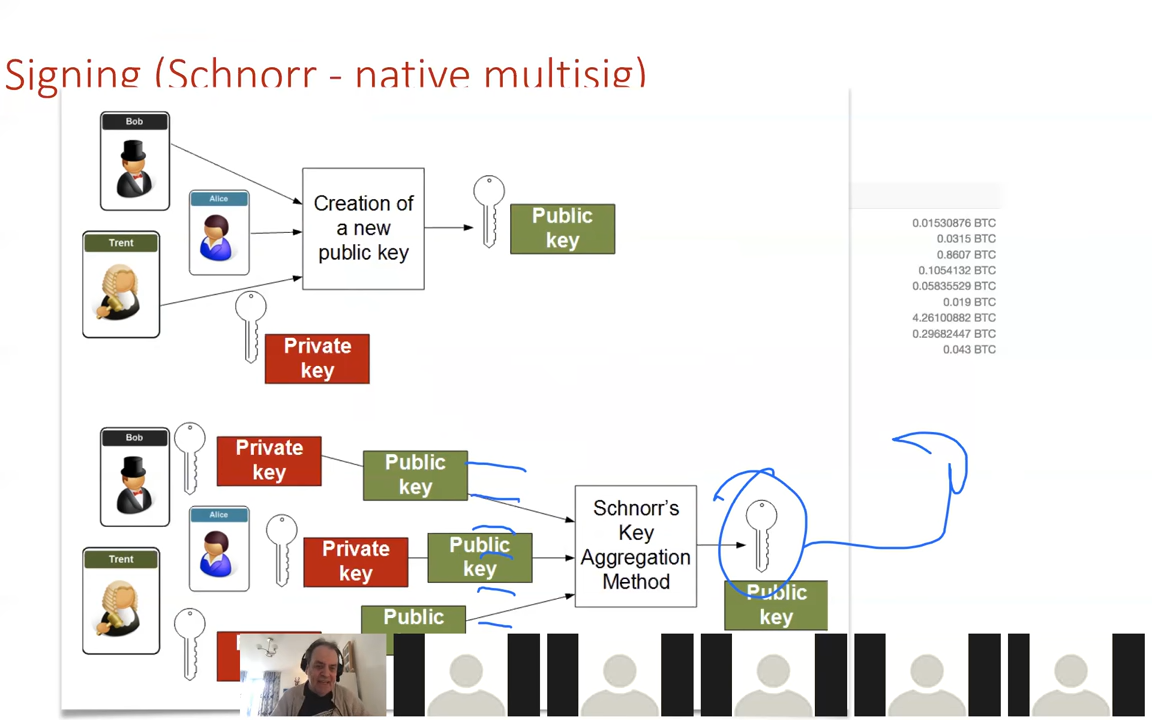 Signing (Schnorr - native multisig)
Bob
Alice
Trent
Creation of
a new
public key
Public
key
Private
key
0.01530876 BTC
0.0315 BTC
0.8607 BTC
0.1054132 BTC
0.05835529 BTC
0.019 BTC
4.26100882 BTC
0.29682447 BTC
0.043 BTC
Bob
Private
key
Public
key
Alice
Private
key
Public
key
Trent
Public
Schnorr's
Key
Aggregation
Method
Public
key